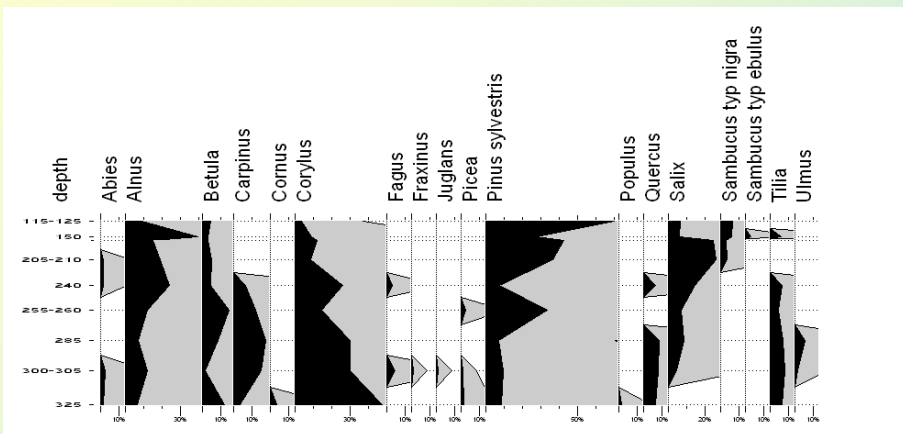 depth
Abies
Alnus
Betula
Carpinus
Cornus
Corylus
Fagus
Fraxinus
Juglans
Picea
Pinus sylvestris
Populus
Quercus
Salix
Sambucus typ nigra
Sambucus typ ebulus
Tilia
Ulmus
115-125
150
205-210
240
255-260
285
300-305
325
10% 30% 10% 10% 10% 30% 10% 10% 10% 10% 50% 10% 10% 20% 10% 10% 10% 10%